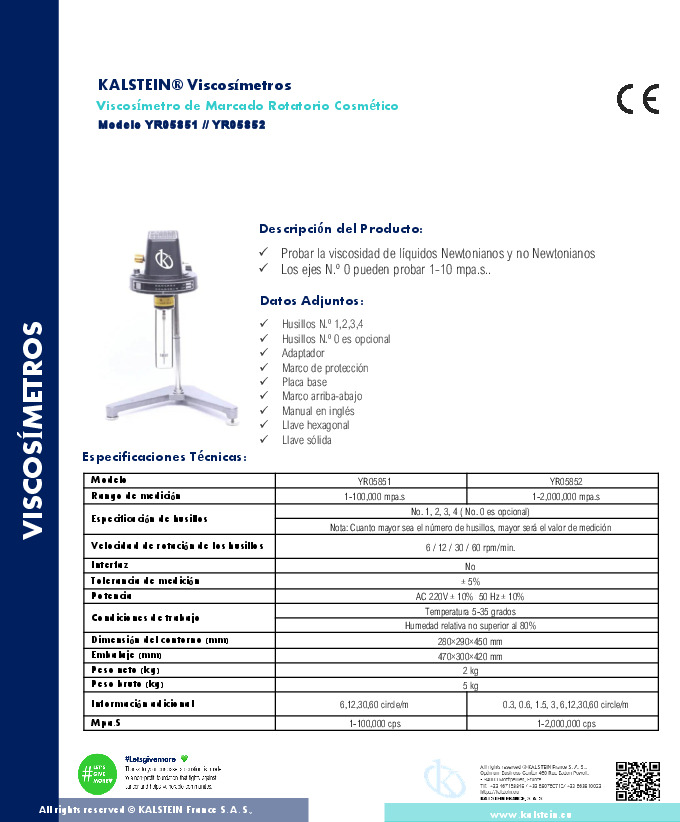 KALSTEIN® Viscosímetros
Viscosímetro de Marcado Rotatorio Cosmético
Modelo YR05851 // YR05852
CE
VISCOSÍMETROS
Descripción del Producto:
✓ Probar la viscosidad de líquidos Newtonianos y no Newtonianos
✓ Los ejes N.º 0 pueden probar 1-10 mpa.s..
Datos Adjuntos:
✓ Husillos N.º 1,2,3,4
✓ Husillos N.º 0 es opcional
✓ Adaptador
✓ Marco de protección
✓ Placa base
✓ Marco arriba-abajo
✓ Manual en inglés
✓ Llave hexagonal
✓ Llave sólida
Especificaciones Técnicas:
Modelo YR05851 YR05852
Rango de medición 1-100,000 mpa.s 1-2,000,000 mpa.s
Especificación de husillos No. 1, 2, 3, 4 ( No. 0 es opcional)
Nota: Cuanto mayor sea el número de husillos, mayor será el valor de medición
Velocidad de rotación de los husillos 6 / 12 / 30 / 60 rpm/min.
Interfaz No
Tolerancia de medición ± 5%
Potencia AC 220V ± 10% 50 Hz ± 10%
Condiciones de trabajo Temperatura 5-35 grados
Humedad relativa no superior al 80%
Dimensión del contorno (mm) 280×290×450 mm
Embalaje (mm) 470×300×420 mm
Peso neto (kg) 2 kg
Peso bruto (kg) 5 kg
Información adicional 6,12,30,60 circle/m 0.3, 0.6, 1.5, 3, 6,12,30,60 circle/m
Mpa.S 1-100,000 cps 1-2,000,000 cps
#LET'S GIVE MORE
#Letsgivemore
All rights reserved ® KALSTEIN France S. A. S.,
KALSTEIN FRANCE, S. A. S
All rights reserved © KALSTEIN France S. A. S.,
www.kalstein.co